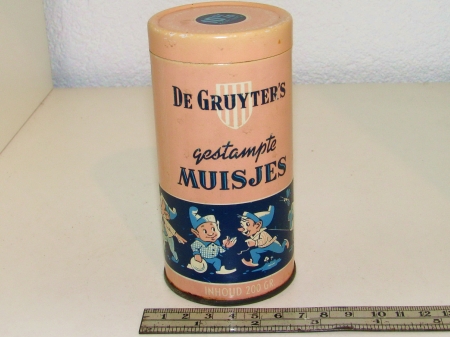 DE GRUYTER'S
gestampte
MUISJES
INHOUD 200 GR.